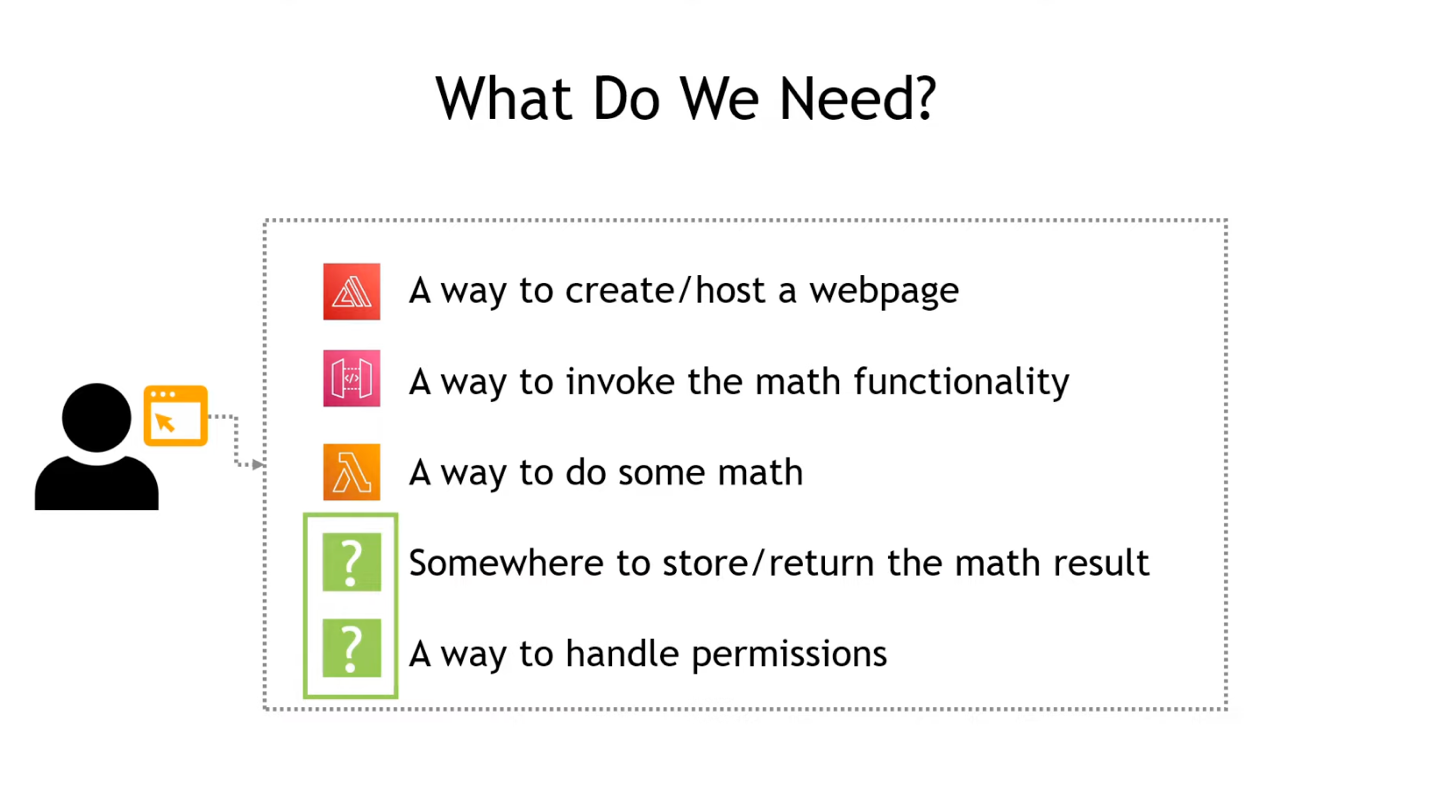 What Do We Need?
A way to create/host a webpage
</>
A way to invoke the math functionality
A way to do some math
? Somewhere to store/return the math result
? A way to handle permissions